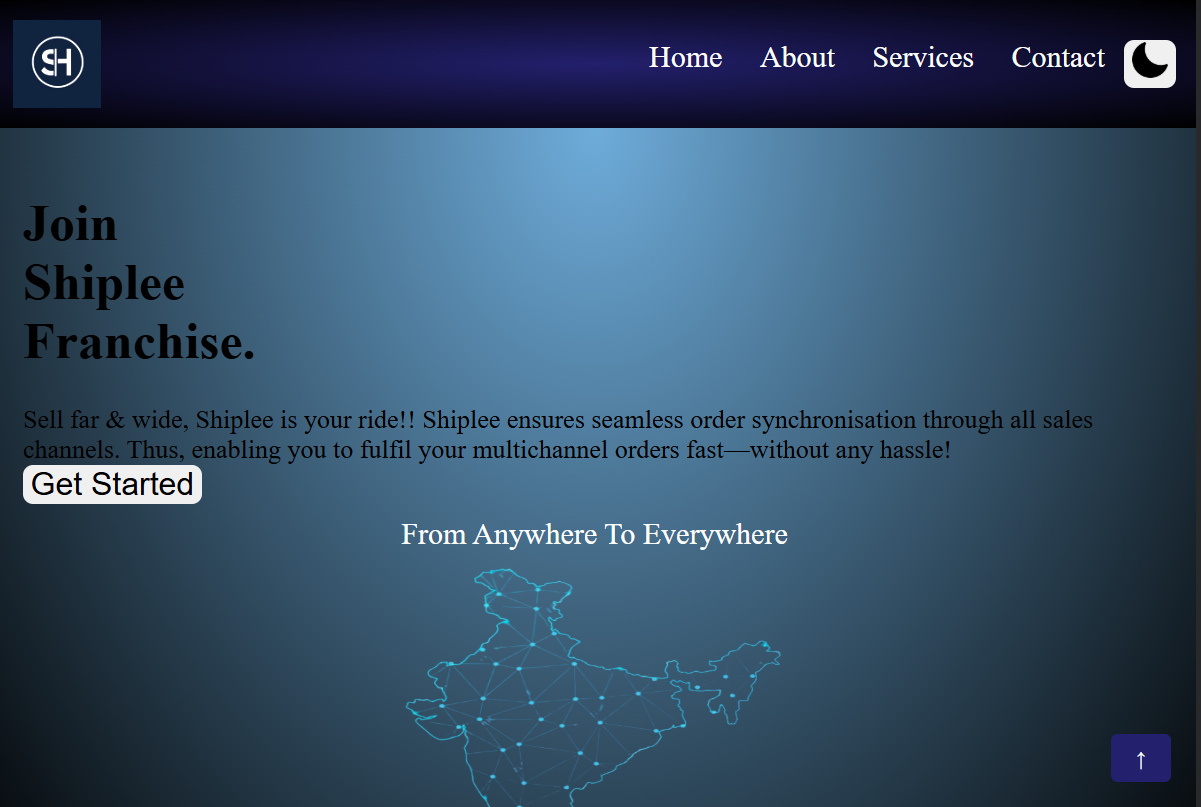 SH
Home About Services Contact
Join
Shiplee
Franchise.
Sell far & wide, Shiplee is your ride!! Shiplee ensures seamless order synchronisation through all sales
channels. Thus, enabling you to fulfil your multichannel orders fast—without any hassle!
Get Started
From Anywhere To Everywhere
↑